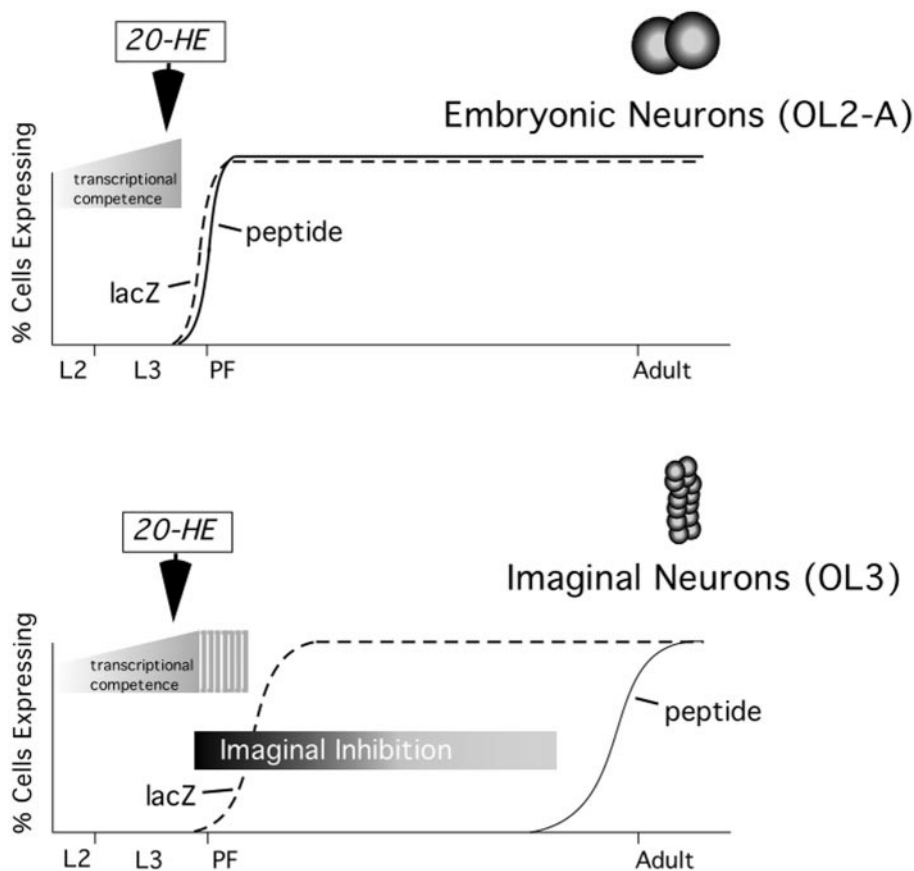 20-HE
Embryonic Neurons (OL2-A)
% Cells Expressing
transcriptional
competence
peptide
lacZ
L2 L3 PF Adult
20-HE
Imaginal Neurons (OL3)
% Cells Expressing
transcriptional
competence
peptide
Imaginal Inhibition
lacZ
L2 L3 PF Adult